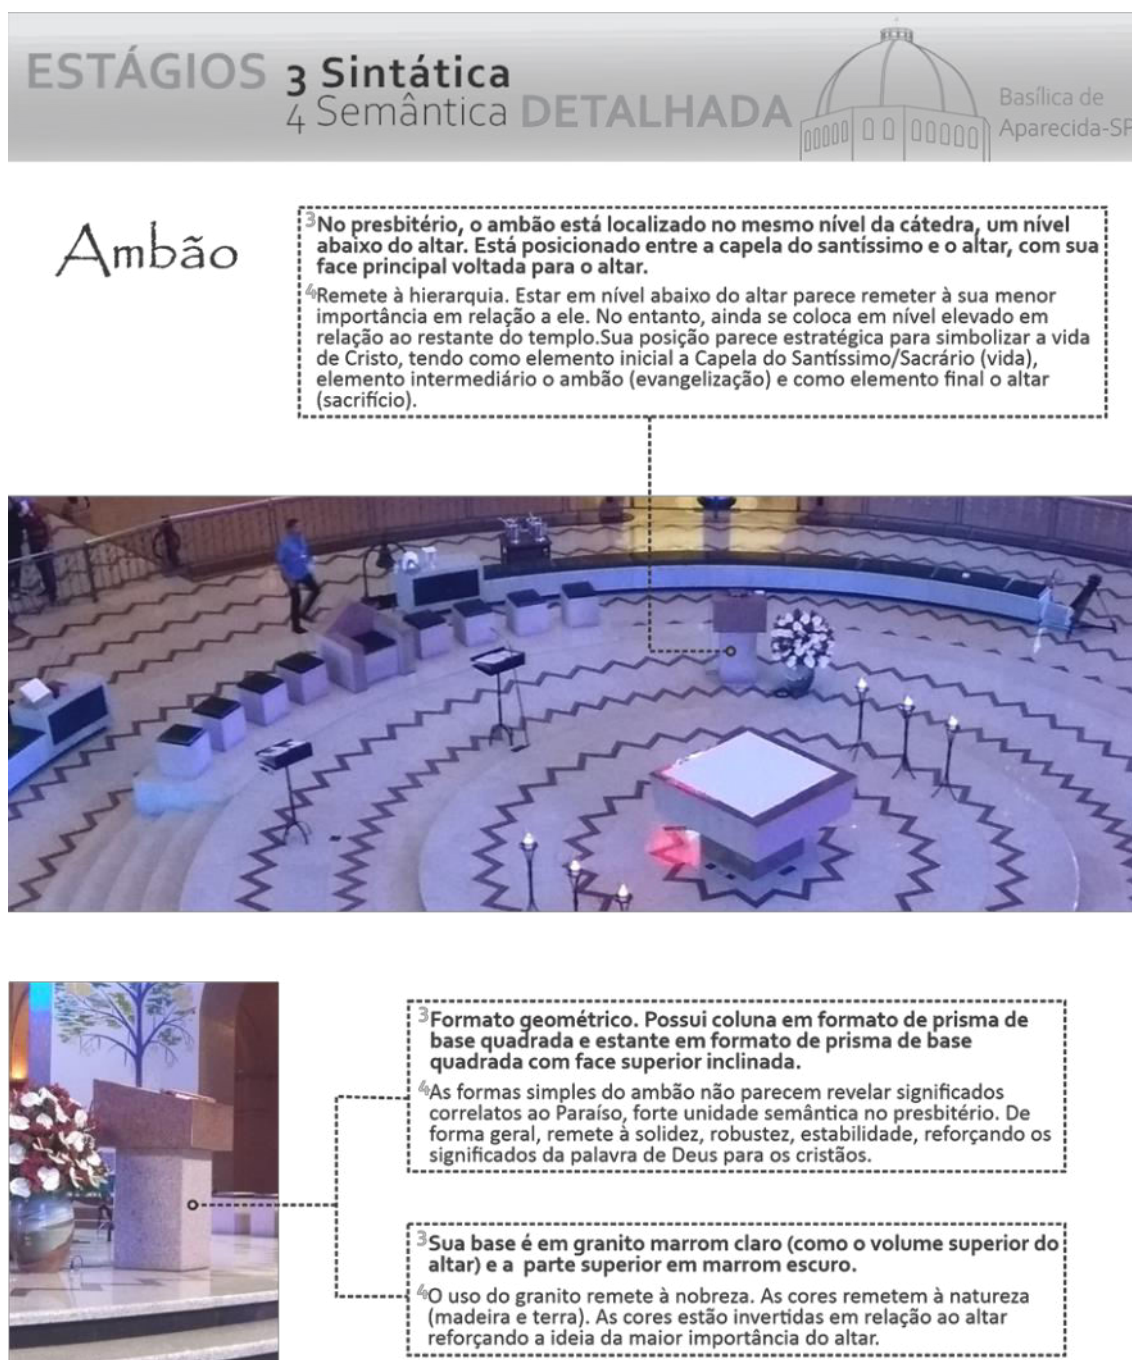 ESTÁGIOS 3 Sintática
4 Semântica DETALHADA
Basílica de
Aparecida-SP
Ambão
3No presbitério, o ambão está localizado no mesmo nível da cátedra, um nível
abaixo do altar. Está posicionado entre a capela do santíssimo e o altar, com sua
face principal voltada para o altar.
4Remete à hierarquia. Estar em nível abaixo do altar parece remeter à sua menor
importância em relação a ele. No entanto, ainda se coloca em nível elevado em
relação ao restante do templo.Sua posição parece estratégica para simbolizar a vida
de Cristo, tendo como elemento inicial a Capela do Santíssimo/Sacrário (vida),
elemento intermediário o ambão (evangelização) e como elemento final o altar
(sacrifício).
3Formato geométrico. Possui coluna em formato de prisma de
base quadrada e estante em formato de prisma de base
quadrada com face superior inclinada.
4As formas simples do ambão não parecem revelar significados
correlatos ao Paraíso, forte unidade semântica no presbitério. De
forma geral, remete à solidez, robustez, estabilidade, reforçando os
significados da palavra de Deus para os cristãos.
3Sua base é em granito marrom claro (como o volume superior do
altar) e a parte superior em marrom escuro.
4O uso do granito remete à nobreza. As cores remetem à natureza
(madeira e terra). As cores estão invertidas em relação ao altar
reforçando a ideia da maior importância do altar.